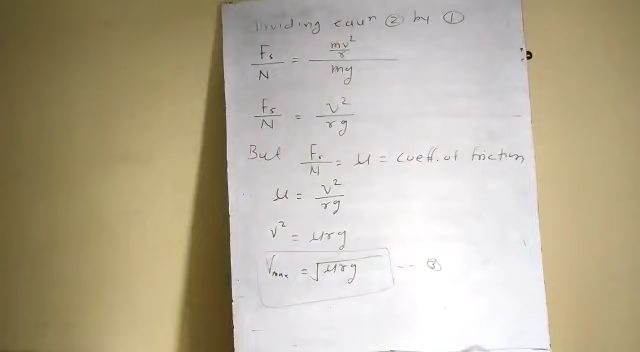 Dividing equn ② by ①
Fs/N = (mv²/r)/mg
Fs/N = v²/rg
But Fs/N = μ = coeff. of friction
μ = v²/rg
v² = μrg
Vmax = √μrg -- ③